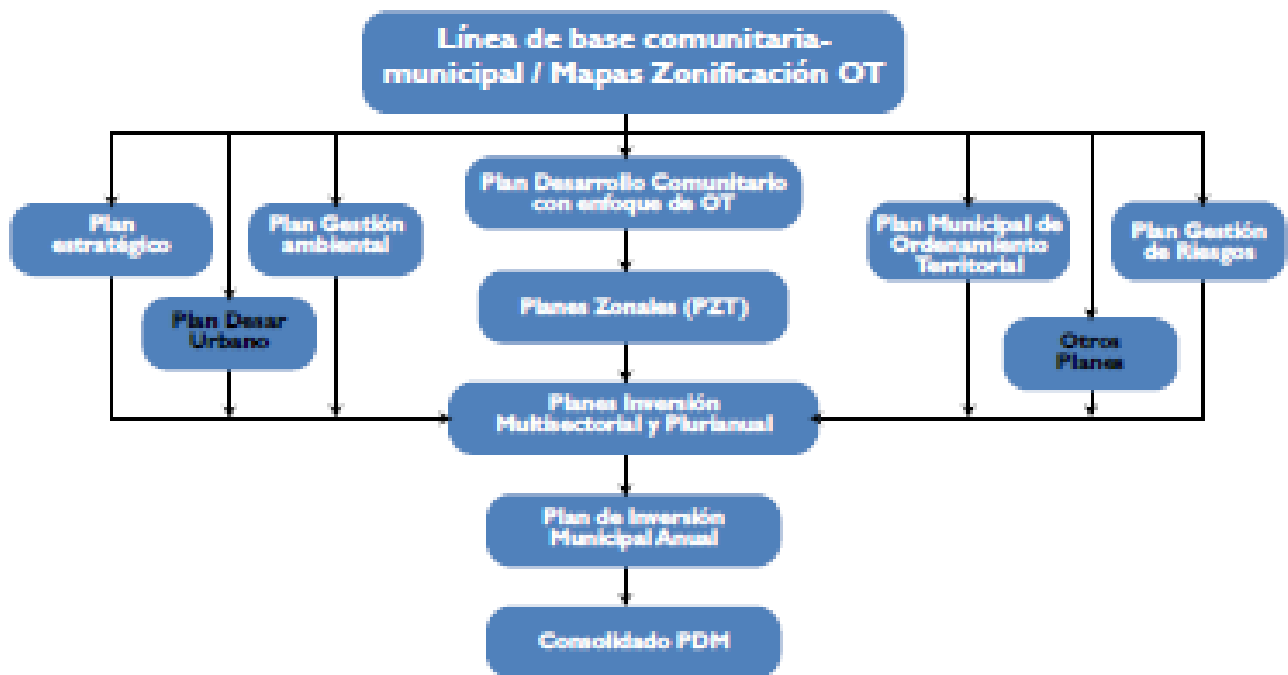 Línea de base comunitaria-
municipal / Mapas Zonificación OT
Plan Desarrollo Comunitario
con enfoque de OT
Plan
estratégico
Plan Gestión
ambiental
Plan Municipal de
Ordenamiento
Territorial
Plan Gestión
de Riesgos
Planes Zonales (PZT)
Plan Desar
Urbano
Otros
Planes
Planes Inversión
Multisectorial y Plurianual
Plan de Inversión
Municipal Anual
Consolidado PDM